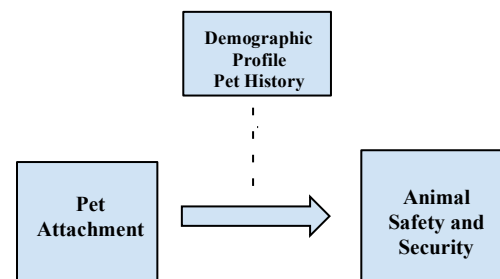 Demographic
Profile
Pet History
Pet
Attachment
Animal
Safety and
Security